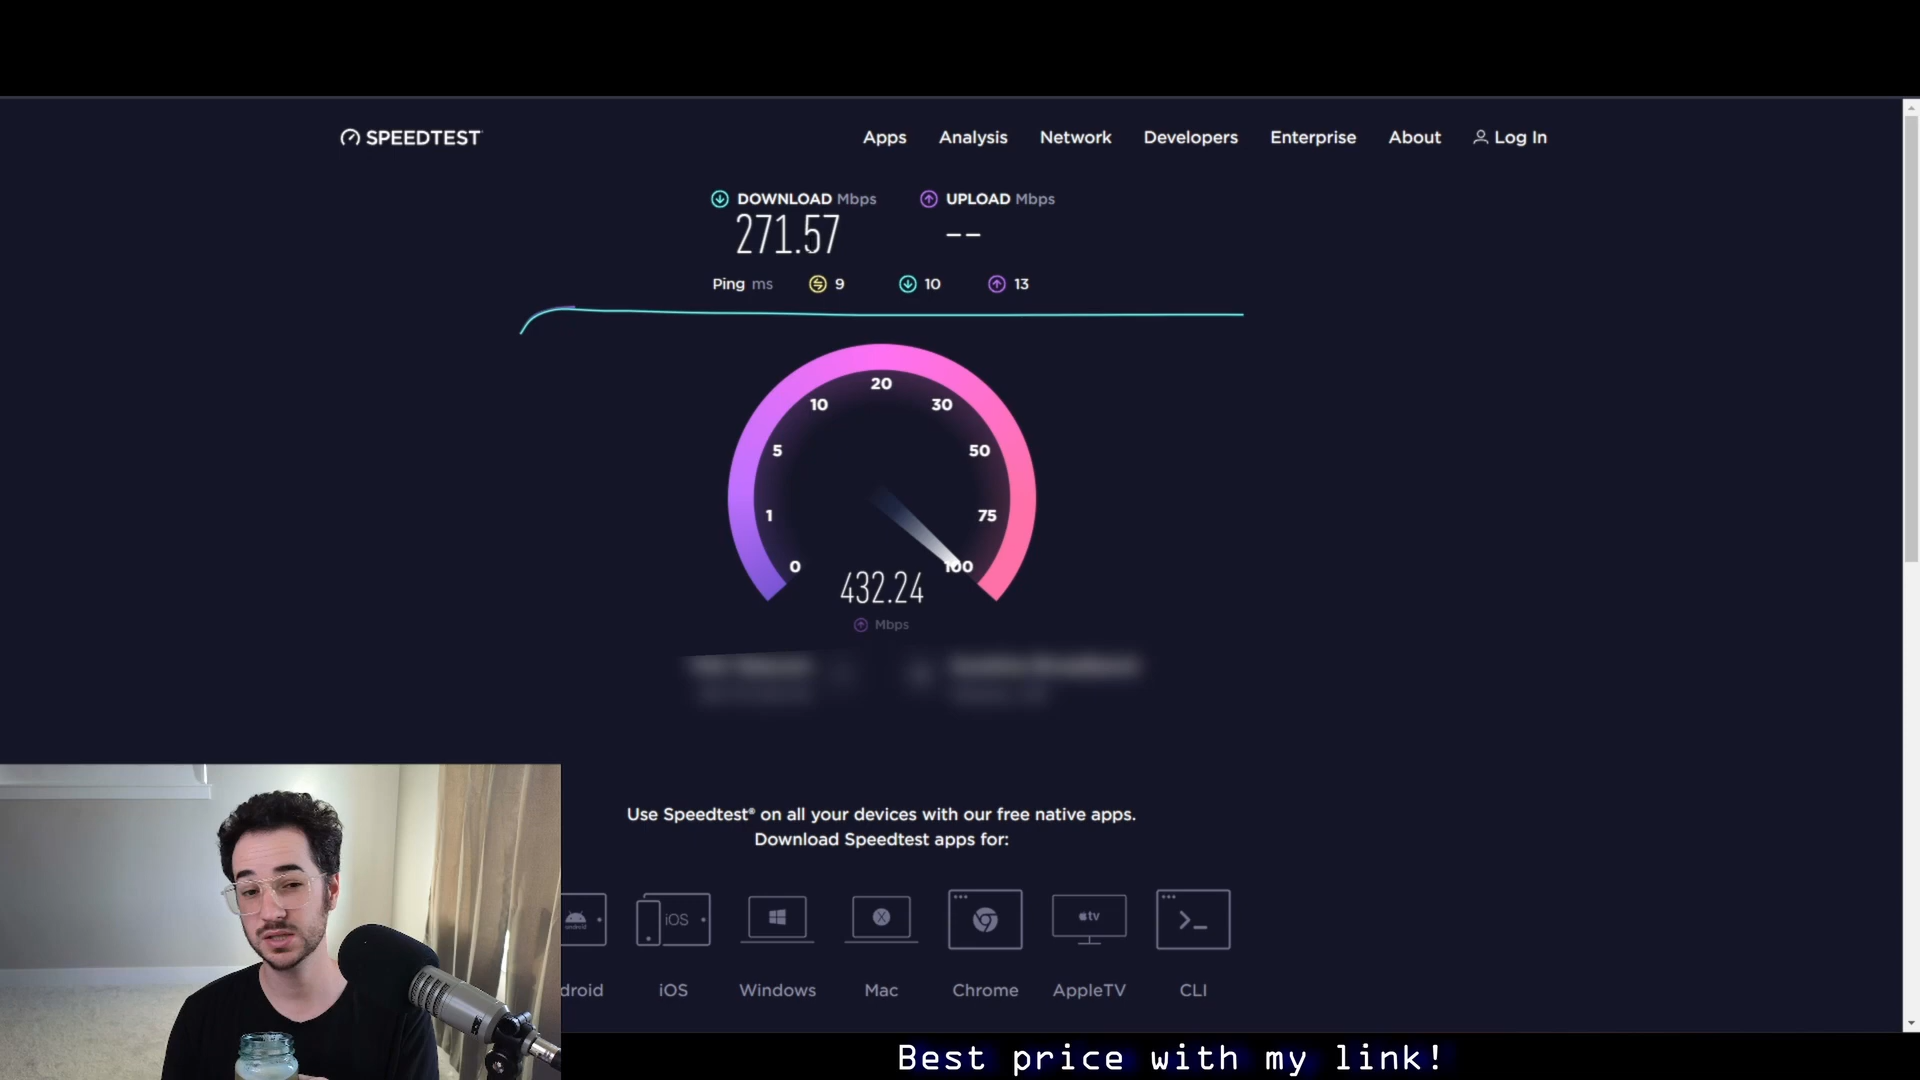 SPEEDTEST
Apps Analysis Network Developers Enterprise About Log In
DOWNLOAD Mbps UPLOAD Mbps
271.57 --
Ping ms 9 10 13
20
10 30
5 50
1 75
0 100
432.24
Mbps
Use Speedtest® on all your devices with our free native apps.
Download Speedtest apps for:
android iOS tv
droid iOS Windows Mac Chrome AppleTV CLI
Best price with my link!